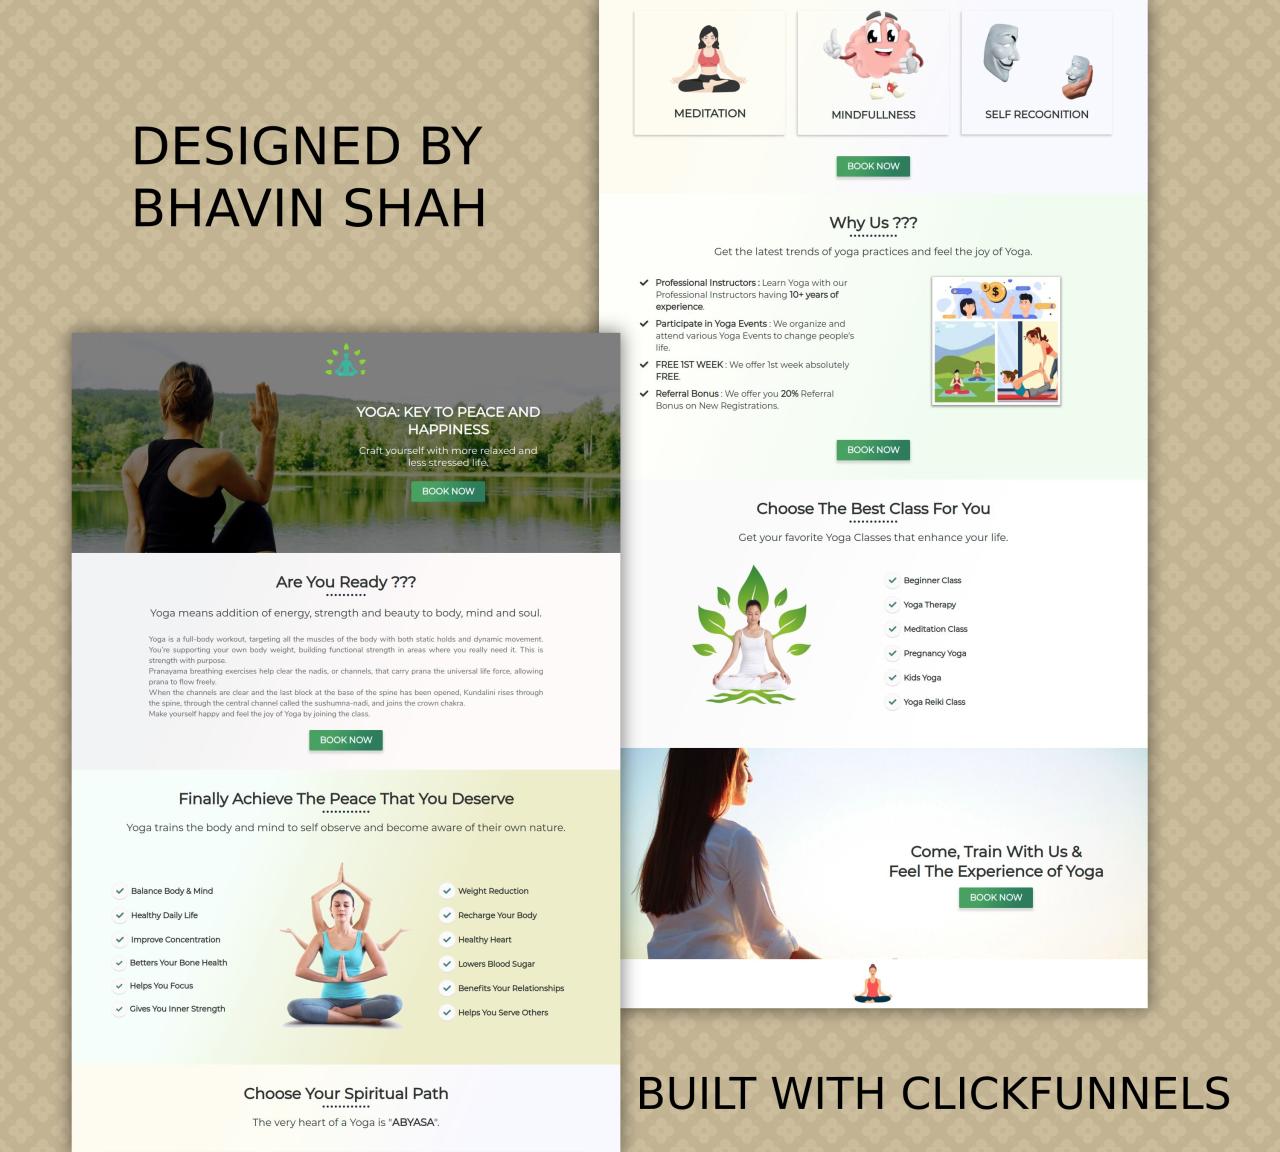 DESIGNED BY
BHAVIN SHAH
YOGA: KEY TO PEACE AND
HAPPINESS
Craft yourself with more relaxed and
less stressed life.
BOOK NOW
Are You Ready ???
Yoga means addition of energy, strength and beauty to body, mind and soul.
Yoga is a full-body workout, targeting all the muscles of the body with both static holds and dynamic movement.
You're supporting your own body weight, building functional strength in areas where you really need it. This is
strength with purpose.
Pranayama breathing exercises help clear the nadis, or channels, that carry prana the universal life force, allowing
prana to flow freely.
When the channels are clear and the last block at the base of the spine has been opened, Kundalini rises through
the spine, through the central channel called the sushumna-nadi, and joins the crown chakra.
Make yourself happy and feel the joy of Yoga by joining the class.
BOOK NOW
Finally Achieve The Peace That You Deserve
Yoga trains the body and mind to self observe and become aware of their own nature.
Balance Body & Mind
Healthy Daily Life
Improve Concentration
Betters Your Bone Health
Helps You Focus
Gives You Inner Strength
Weight Reduction
Recharge Your Body
Healthy Heart
Lowers Blood Sugar
Benefits Your Relationships
Helps You Serve Others
Choose Your Spiritual Path
The very heart of a Yoga is "ABYASA".
MEDITATION
MINDFULLNESS
SELF RECOGNITION
BOOK NOW
Why Us ???
Get the latest trends of yoga practices and feel the joy of Yoga.
Professional Instructors : Learn Yoga with our
Professional Instructors having 10+ years of
experience.
Participate in Yoga Events : We organize and
attend various Yoga Events to change people's
life.
FREE 1ST WEEK : We offer 1st week absolutely
FREE.
Referral Bonus : We offer you 20% Referral
Bonus on New Registrations.
BOOK NOW
Choose The Best Class For You
Get your favorite Yoga Classes that enhance your life.
Beginner Class
Yoga Therapy
Meditation Class
Pregnancy Yoga
Kids Yoga
Yoga Reiki Class
Come, Train With Us &
Feel The Experience of Yoga
BOOK NOW
BUILT WITH CLICKFUNNELS